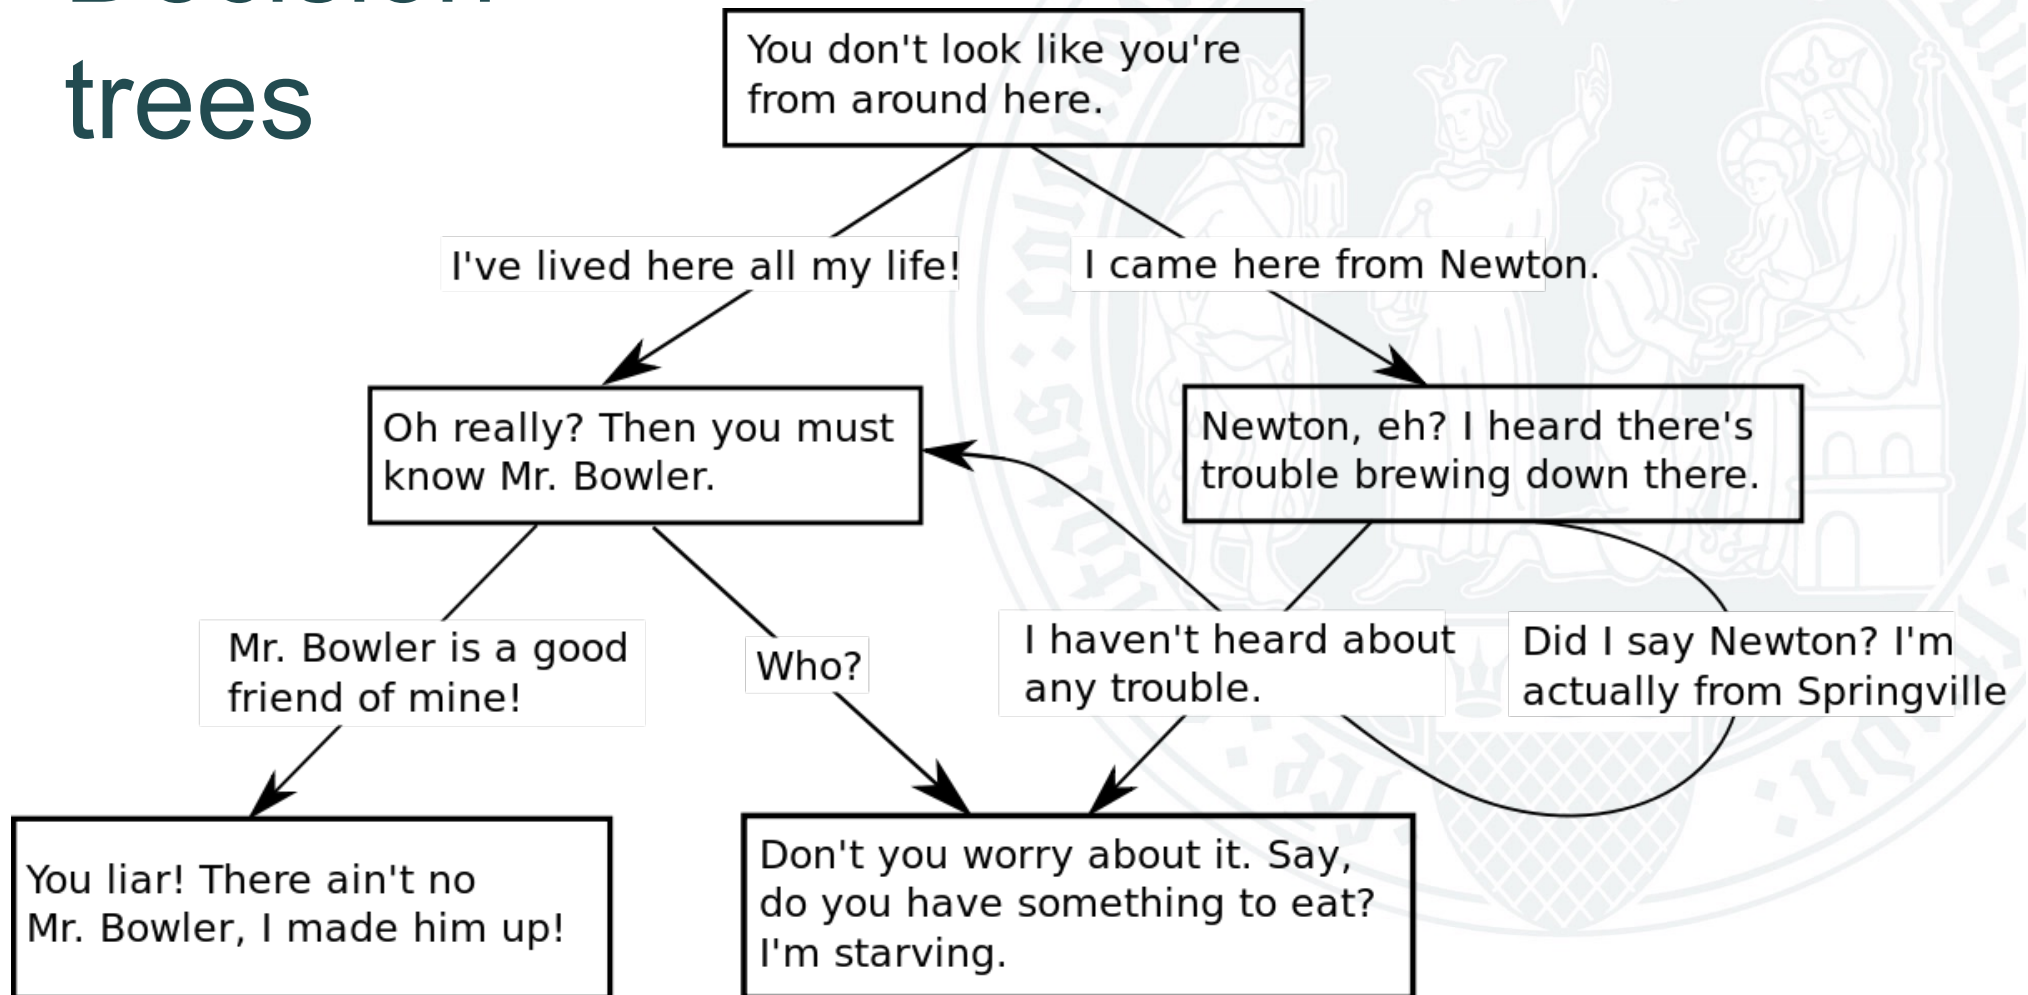 Decision
trees
You don't look like you're
from around here.
I've lived here all my life!
I came here from Newton.
Oh really? Then you must
know Mr. Bowler.
Newton, eh? I heard there's
trouble brewing down there.
Mr. Bowler is a good
friend of mine!
Who?
I haven't heard about
any trouble.
Did I say Newton? I'm
actually from Springville
You liar! There ain't no
Mr. Bowler, I made him up!
Don't you worry about it. Say,
do you have something to eat?
I'm starving.